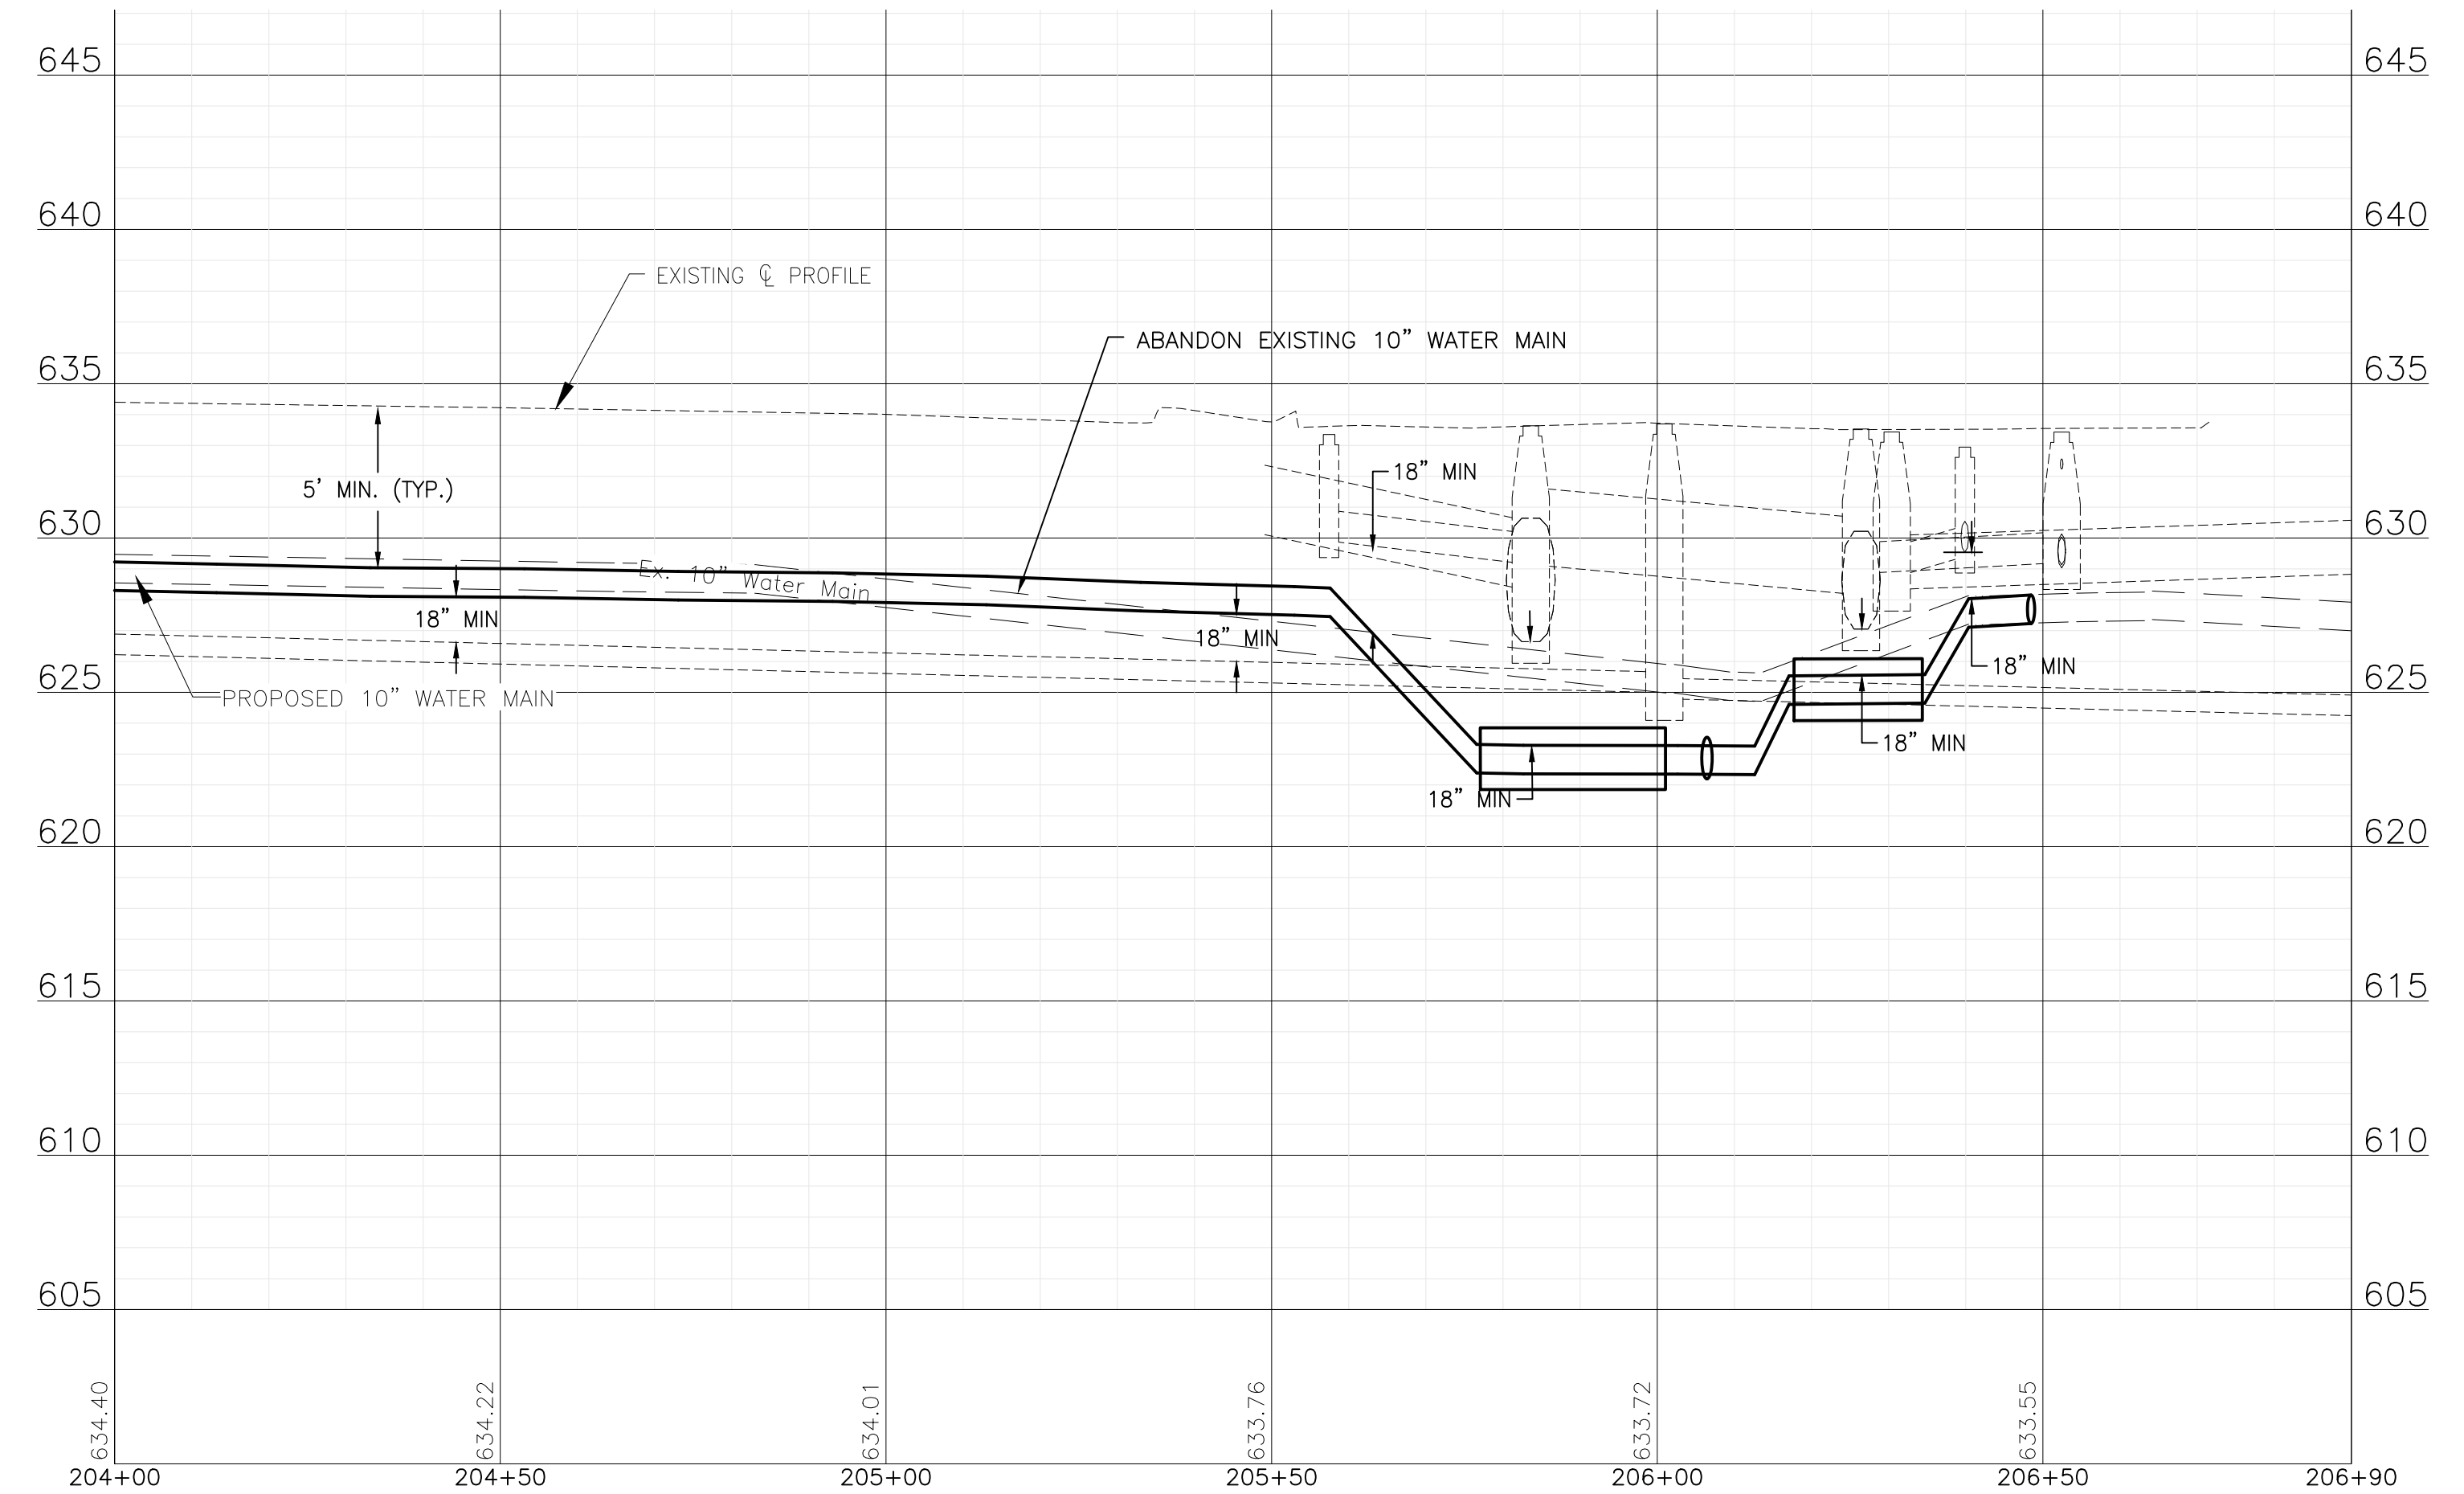 645 645
640 640
EXISTING ℄ PROFILE
ABANDON EXISTING 10" WATER MAIN
635 635
18" MIN
5' MIN. (TYP.)
630 630
Ex. 10" Water Main
18" MIN
18" MIN
18" MIN
625 625
PROPOSED 10" WATER MAIN
18" MIN
18" MIN
620 620
615 615
610 610
605 605
634.40 634.22 634.01 633.76 633.72 633.55
204+00 204+50 205+00 205+50 206+00 206+50 206+90